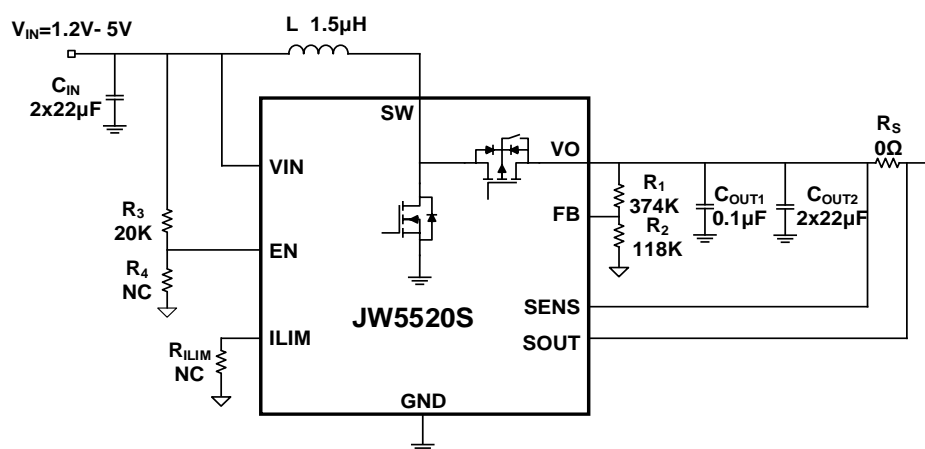 V_IN=1.2V- 5V
L 1.5µH
C_IN
2x22µF
SW
VO
R_S
0Ω
VIN
R_1
374K
C_OUT1
0.1µF
C_OUT2
2x22µF
FB
R_2
118K
R_3
20K
EN
R_4
NC
SENS
JW5520S
SOUT
ILIM
R_ILIM
NC
GND